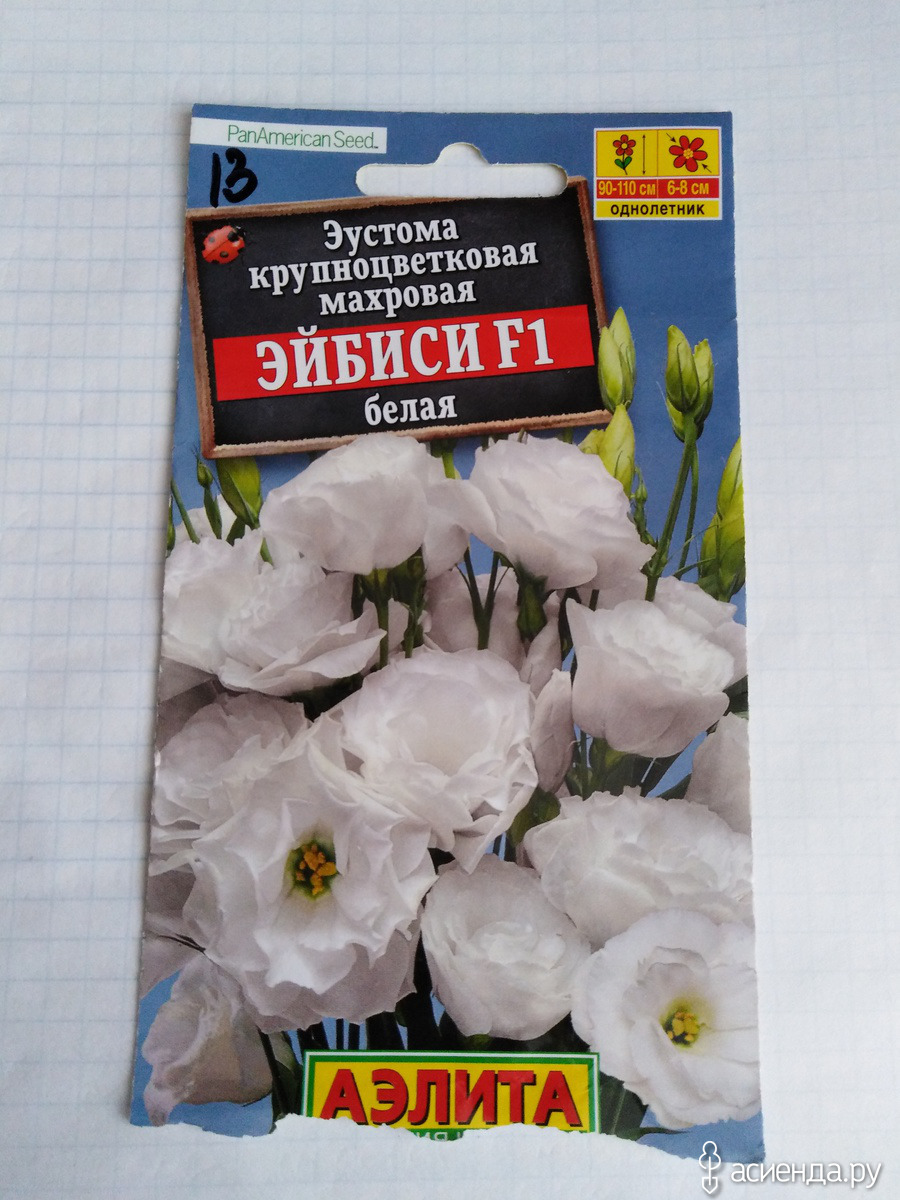 PanAmerican Seed
13
90-110 см 6-8 см
однолетник
Эустома
крупноцветковая
махровая
ЭЙБИСИ F1
белая
АЭЛИТА
асиенда.ру